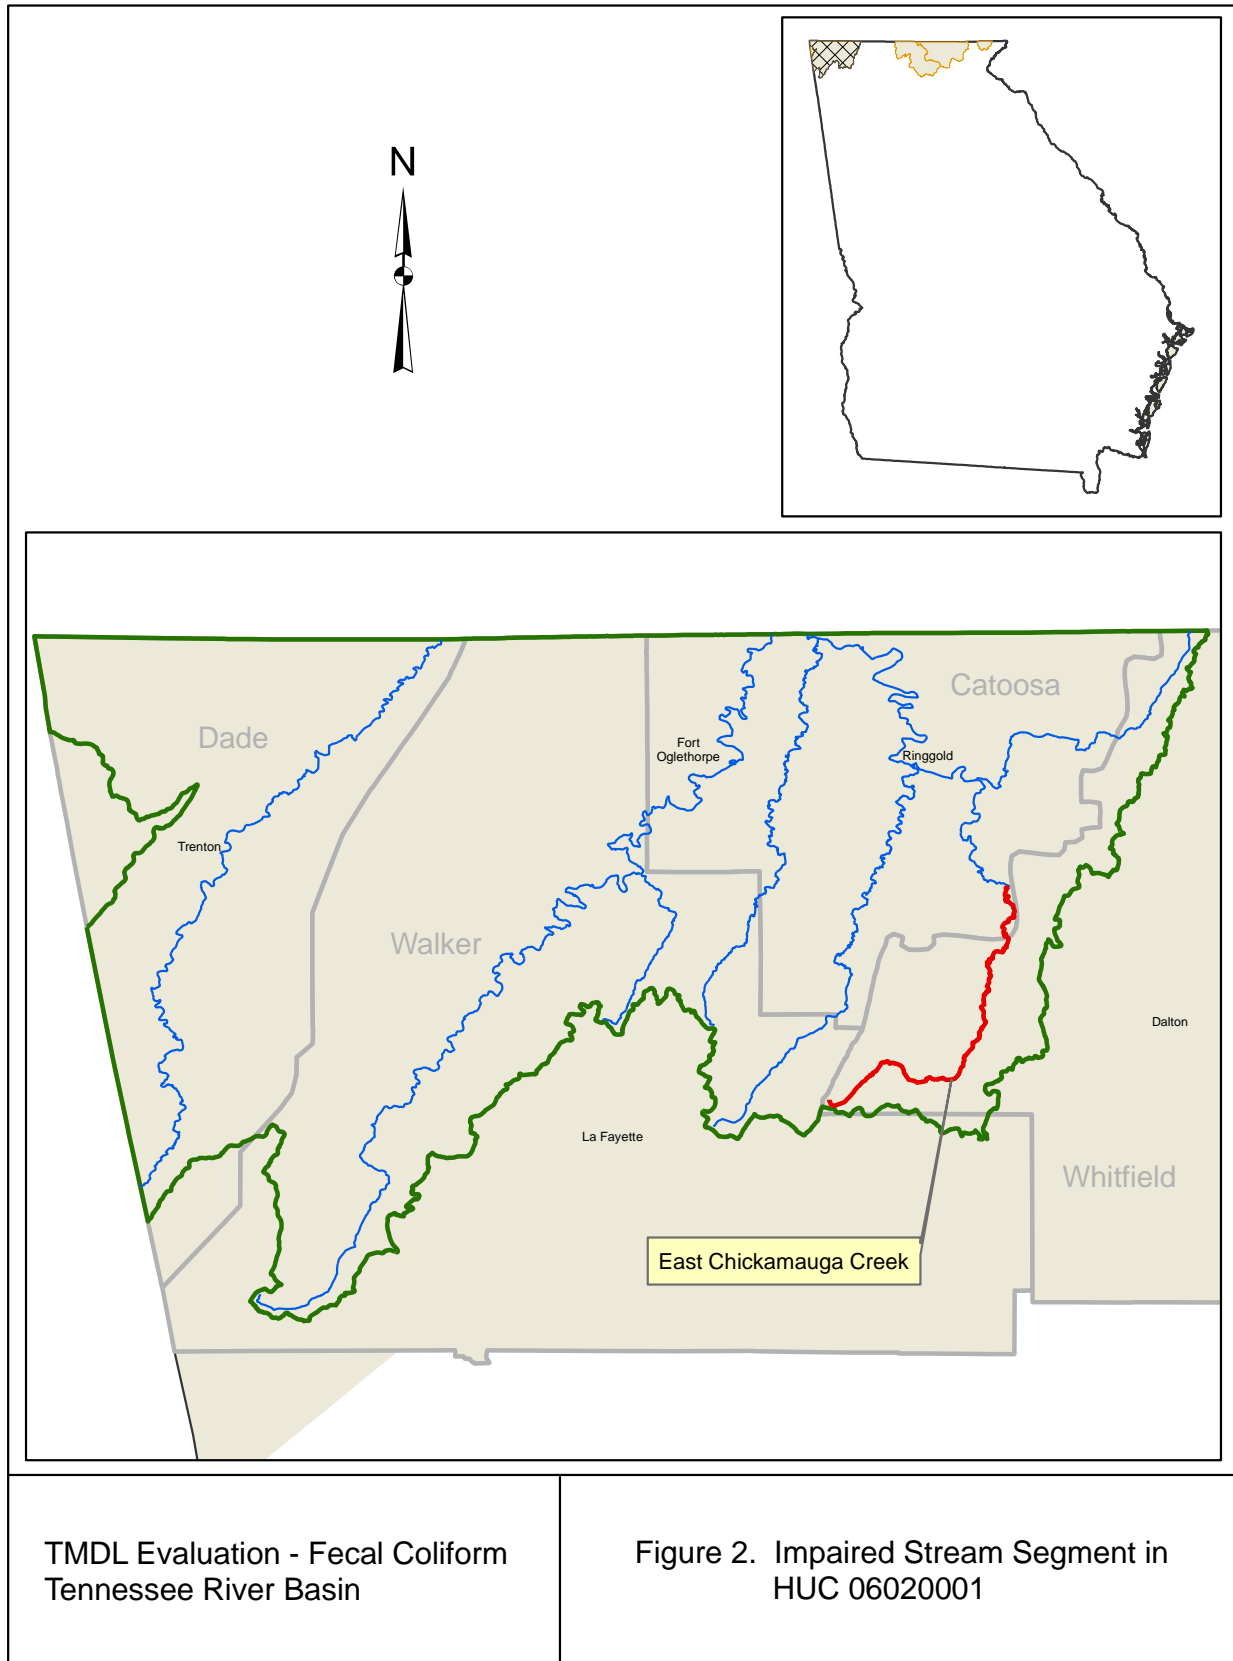 N
Dade
Catoosa
Fort
Oglethorpe
Ringgold
Trenton
Walker
Dalton
La Fayette
Whitfield
East Chickamauga Creek
TMDL Evaluation - Fecal Coliform
Tennessee River Basin
Figure 2. Impaired Stream Segment in
HUC 06020001